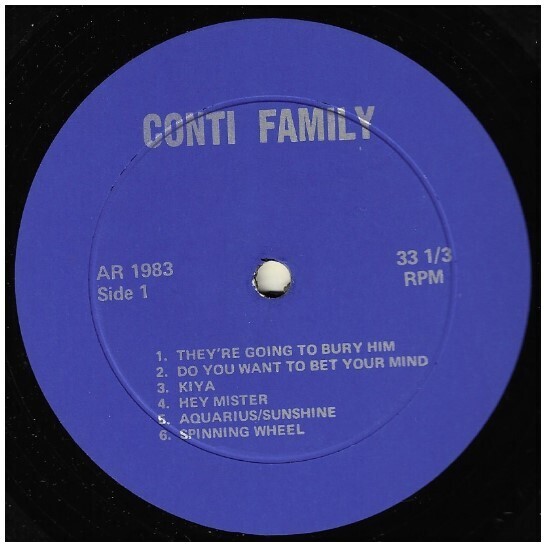 CONTI FAMILY
AR 1983
Side 1
33 1/3
RPM
1. THEY'RE GOING TO BURY HIM
2. DO YOU WANT TO BET YOUR MIND
3. KIYA
4. HEY MISTER
5. AQUARIUS/SUNSHINE
6. SPINNING WHEEL